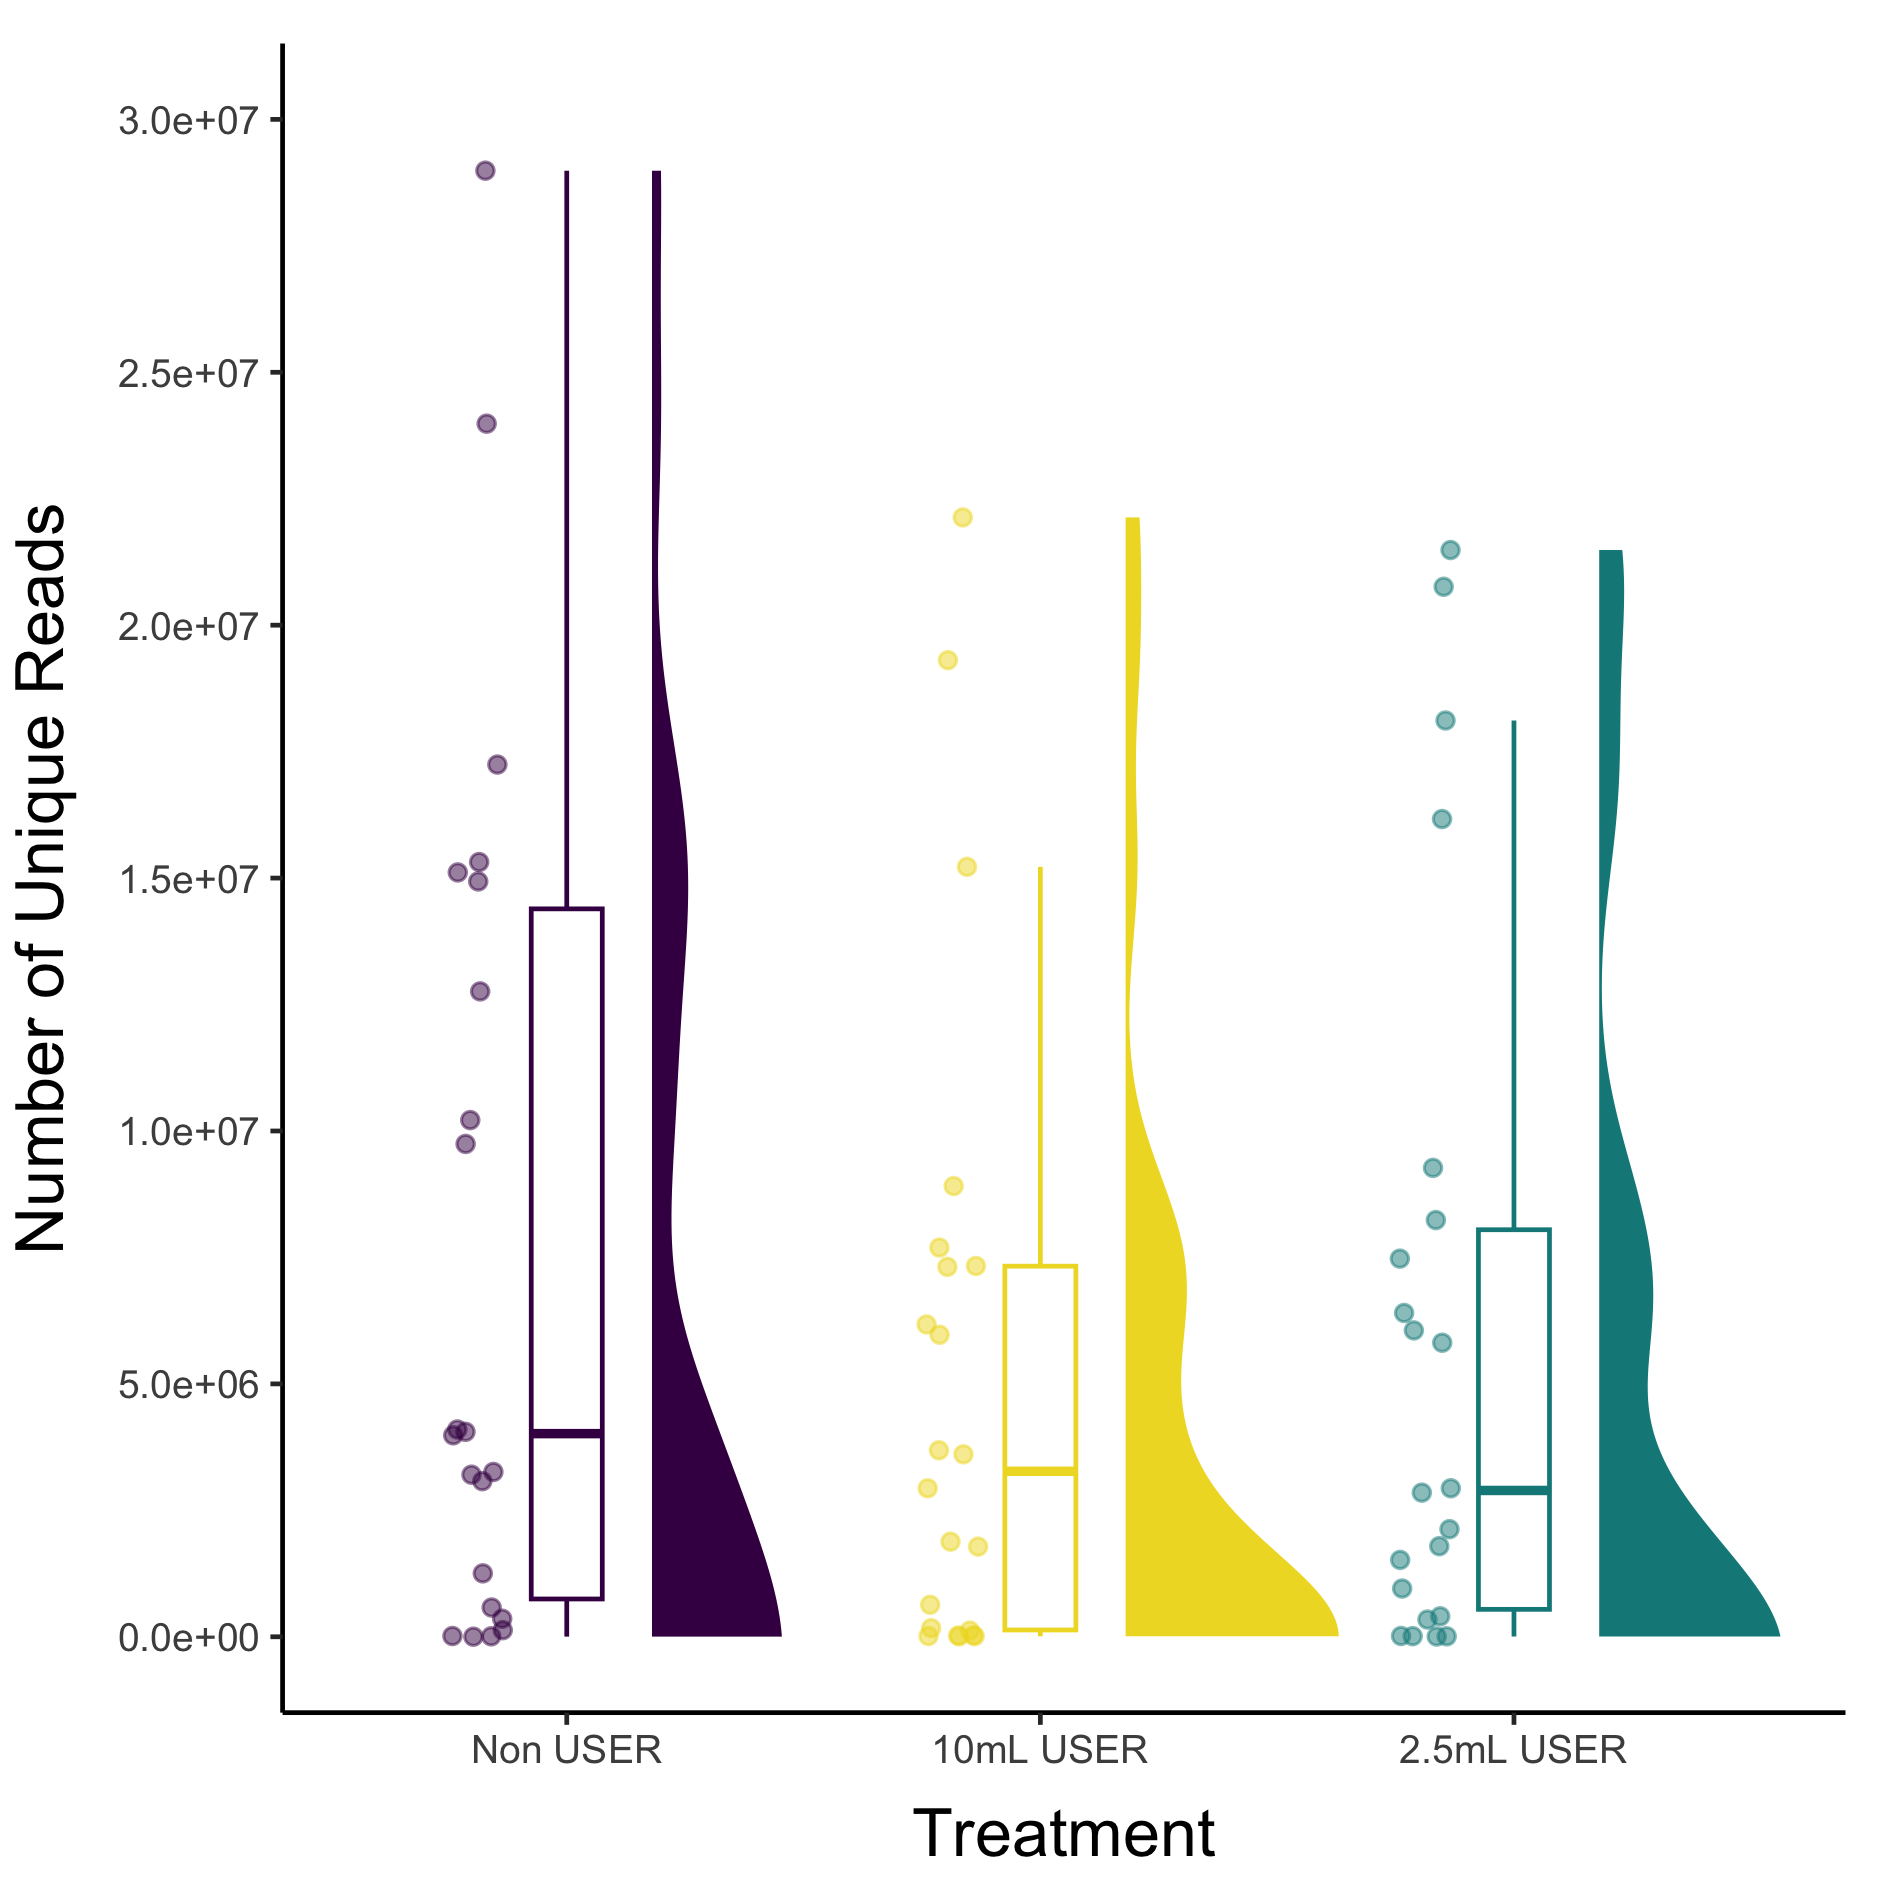 Number of Unique Reads
3.0e+07
2.5e+07
2.0e+07
1.5e+07
1.0e+07
5.0e+06
0.0e+00
Non USER
10mL USER
2.5mL USER
Treatment